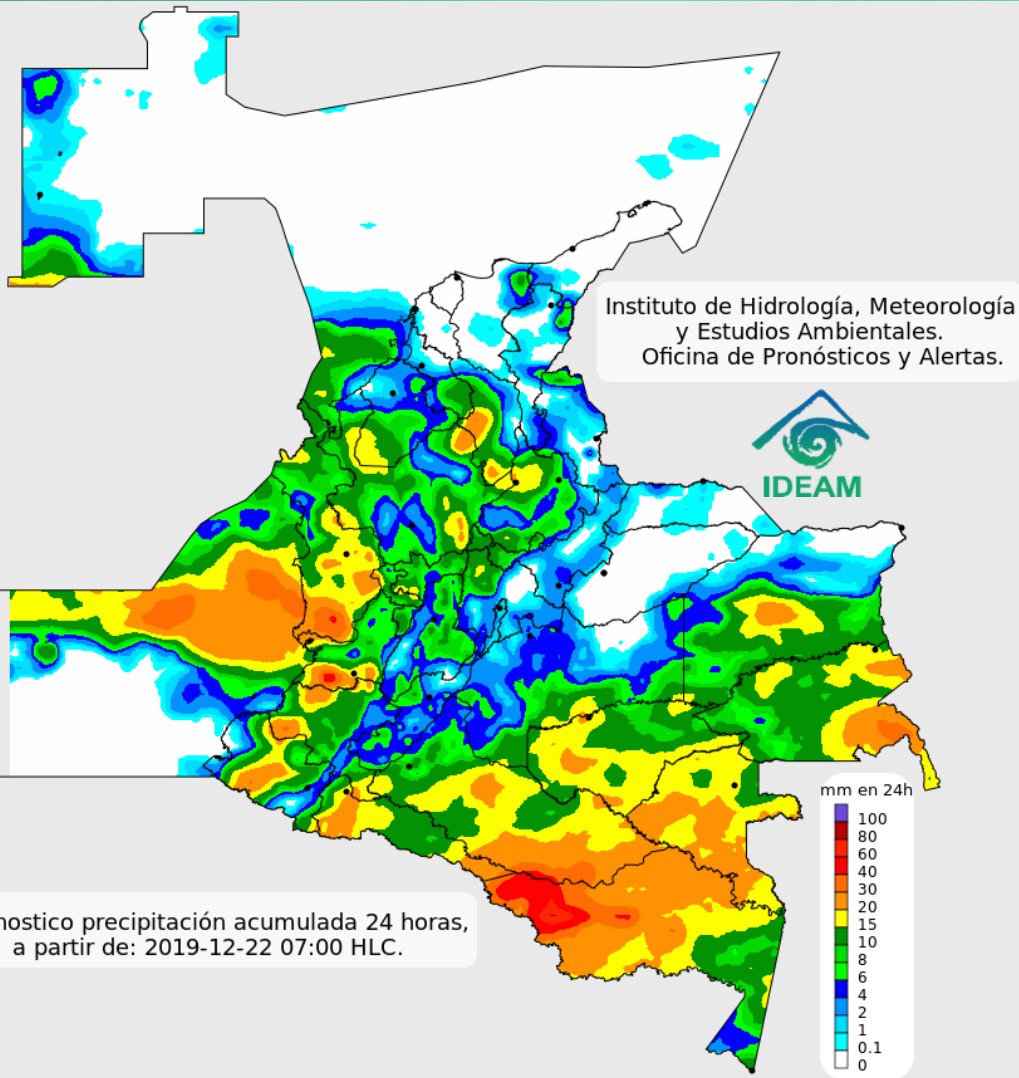 Instituto de Hidrología, Meteorología
y Estudios Ambientales.
Oficina de Pronósticos y Alertas.
IDEAM
mm en 24h
100
80
60
40
30
20
15
10
8
6
4
2
1
0.1
0
nostico precipitación acumulada 24 horas,
a partir de: 2019-12-22 07:00 HLC.